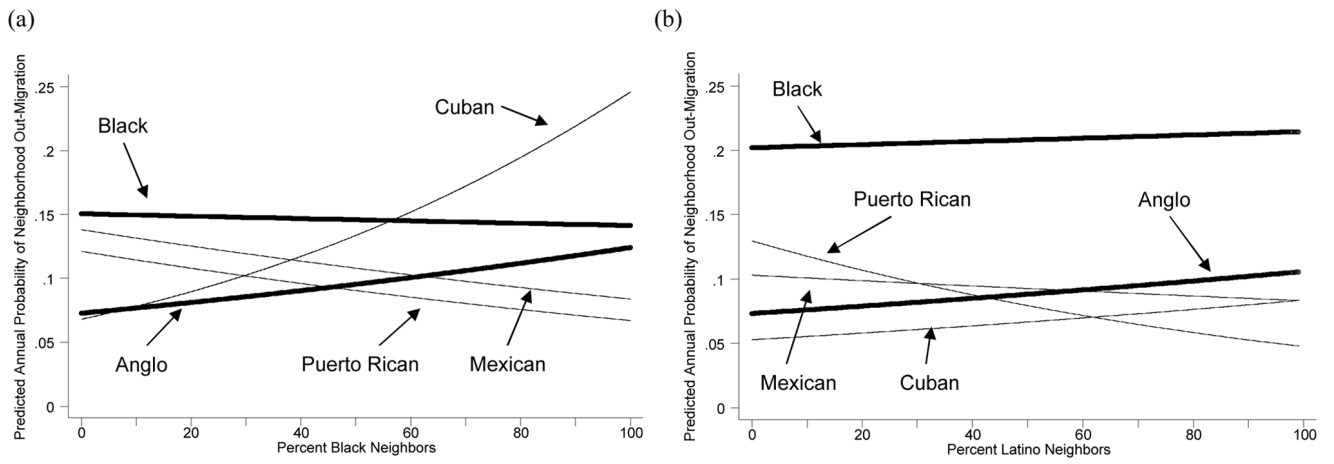 (a)
Predicted Annual Probability of Neighborhood Out-Migration
.25
.2
.15
.1
.05
0
Black
Cuban
Anglo
Puerto Rican
Mexican
0
20
40
60
80
100
Percent Black Neighbors
(b)
Predicted Annual Probability of Neighborhood Out-Migration
.25
.2
.15
.1
.05
0
Black
Puerto Rican
Anglo
Mexican
Cuban
0
20
40
60
80
100
Percent Latino Neighbors